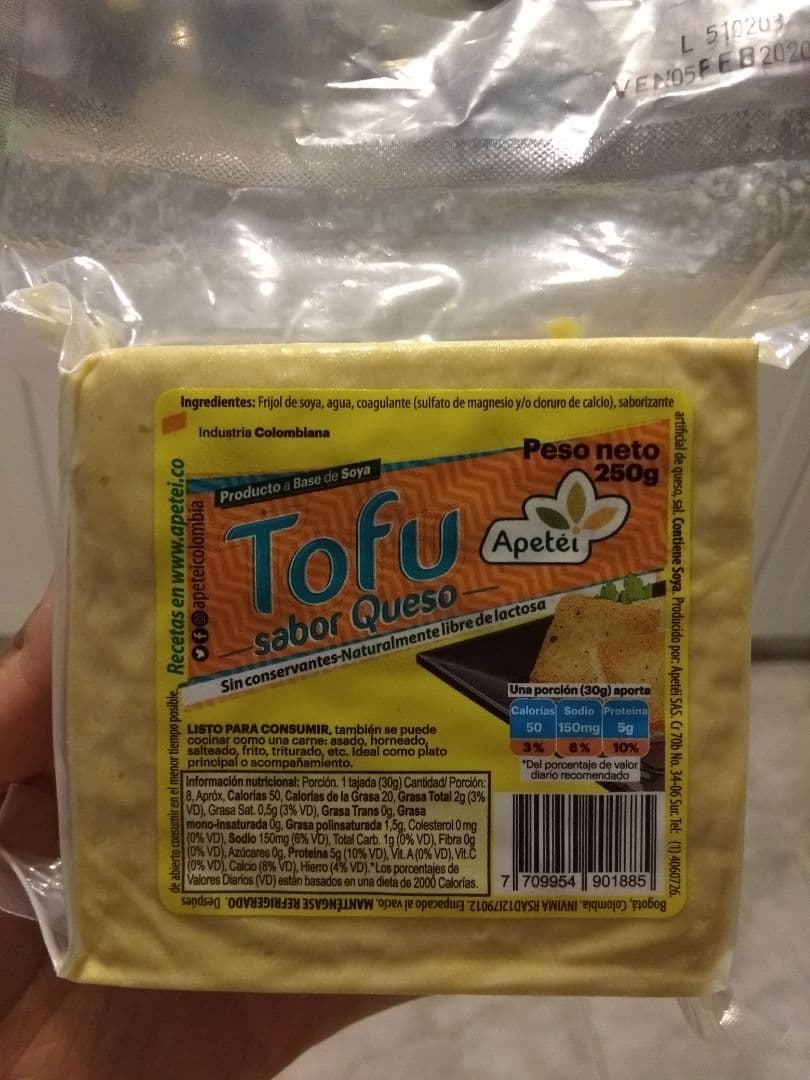 L 510203
VEN05FEB2020
Ingredientes: Frijol de soya, agua, coagulante (sulfato de magnesio y/o cloruro de calcio), saborizante
artificial de queso, sal. Contiene Soya. Producido por: Apetéi SAS. Cr 70b No. 34-06 Sur. Tel: (1) 4060726.
Bogotá, Colombia. INVIMA RSAD12I79012. Empacado al vacío. MANTÉNGASE REFRIGERADO. Después
de abierto consumir en el menor tiempo posible.
Recetas en www.apetei.co
@apeteicolombia
Industria Colombiana
Peso neto
250g
Producto a Base de Soya
Tofu
sabor Queso
Apetéi
Sin conservantes-Naturalmente libre de lactosa
LISTO PARA CONSUMIR, también se puede
cocinar como una carne: asado, horneado,
salteado, frito, triturado, etc. Ideal como plato
principal o acompañamiento.
Una porción (30g) aporta
Calorías Sodio Proteina
50 150mg 5g
3% 6% 10%
*Del porcentaje de valor
diario recomendado
Información nutricional: Porción. 1 tajada (30g) Cantidad/ Porción:
8, Apróx, Calorías 50, Calorías de la Grasa 20, Grasa Total 2g (3%
VD), Grasa Sat. 0,5g (3% VD), Grasa Trans 0g, Grasa
mono-insaturada 0g, Grasa polinsaturada 1,5g, Colesterol 0 mg
(0% VD), Sodio 150mg (6% VD), Total Carb. 1g (0% VD), Fibra 0g
(0% VD), Azúcares 0g, Proteína 5g (10% VD), Vit. A (0% VD), Vit.C
(0% VD), Calcio (8% VD), Hierro (4% VD).*Los porcentajes de
Valores Diarios (VD) están basados en una dieta de 2000 Calorías.
7 709954 901885